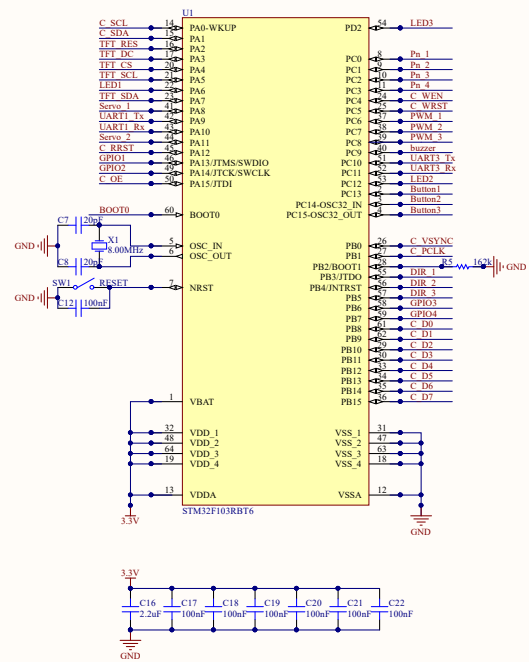 U1
C_SCL 14 PA0-WKUP PD2 54 LED3
C_SDA 15 PA1
TFT_RES 16 PA2
TFT_DC 17 PA3 PC0 8 Pn_1
TFT_CS 20 PA4 PC1 9 Pn_2
TFT_SCL 21 PA5 PC2 10 Pn_3
LED1 22 PA6 PC3 11 Pn_4
TFT_SDA 23 PA7 PC4 24 C_WEN
Servo_1 41 PA8 PC5 25 C_WRST
UART1_Tx 42 PA9 PC6 37 PWM_1
UART1_Rx 43 PA10 PC7 38 PWM_2
Servo_2 44 PA11 PC8 39 PWM_3
C_RRST 45 PA12 PC9 40 buzzer
GPIO1 46 PA13/JTMS/SWDIO PC10 51 UART3_Tx
GPIO2 49 PA14/JTCK/SWCLK PC11 52 UART3_Rx
C_OE 50 PA15/JTDI PC12 53 LED2
PC13 2 Button1
PC14-OSC32_IN 3 Button2
BOOT0 60 BOOT0 PC15-OSC32_OUT 4 Button3
C7 20pF
GND X1 8.00MHz 5 OSC_IN PB0 26 C_VSYNC
6 OSC_OUT PB1 27 C_PCLK
C8 20pF PB2/BOOT1 28 R5 162k GND
PB3/JTDO 55 DIR_1
SW1 RESET 7 NRST PB4/JNTRST 56 DIR_2
GND PB5 57 DIR_3
C12 100nF PB6 58 GPIO3
PB7 59 GPIO4
PB8 61 C_D0
PB9 62 C_D1
PB10 29 C_D2
PB11 30 C_D3
PB12 33 C_D4
PB13 34 C_D5
PB14 35 C_D6
1 VBAT PB15 36 C_D7
32 VDD_1 VSS_1 31
48 VDD_2 VSS_2 47
64 VDD_3 VSS_3 63
19 VDD_4 VSS_4 18
13 VDDA VSSA 12
STM32F103RBT6
3.3V
GND
3.3V
C16 C17 C18 C19 C20 C21 C22
2.2uF 100nF 100nF 100nF 100nF 100nF 100nF
GND